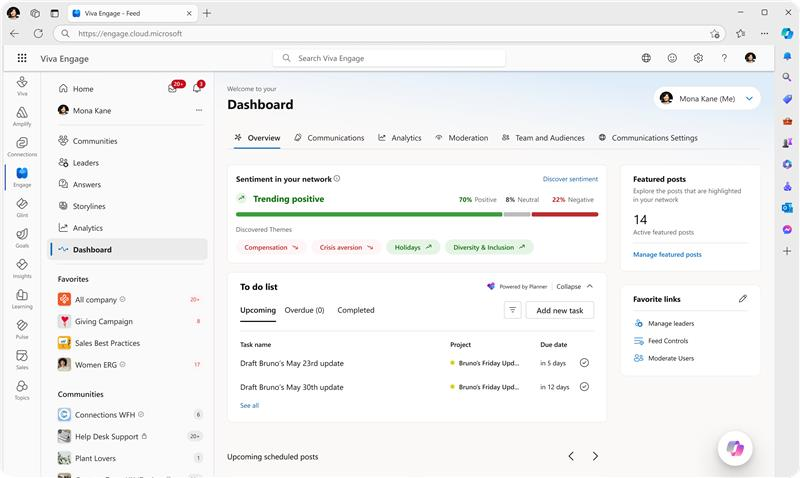 Viva Engage - Feed
https://engage.cloud.microsoft
Viva Engage
Search Viva Engage
Viva
Amplify
Connections
Engage
Glint
Goals
Insights
Learning
Pulse
Sales
Topics
Home
20+
3
Mona Kane
Communities
Leaders
Answers
Storylines
Analytics
Dashboard
Favorites
All company 20+
Giving Campaign 8
Sales Best Practices
Women ERG 17
Communities
Connections WFH 6
Help Desk Support 20+
Plant Lovers 1
Welcome to your
Dashboard
Mona Kane (Me)
Overview Communications Analytics Moderation Team and Audiences Communications Settings
Sentiment in your network Discover sentiment
Trending positive 70% Positive 8% Neutral 22% Negative
Discovered Themes
Compensation Crisis aversion Holidays Diversity & Inclusion
To do list Powered by Planner Collapse
Upcoming Overdue (0) Completed Add new task
Task name Project Due date
Draft Bruno's May 23rd update Bruno's Friday Upd... in 5 days
Draft Bruno's May 30th update Bruno's Friday Upd... in 12 days
See all
Upcoming scheduled posts
Featured posts
Explore the posts that are highlighted
in your network
14
Active featured posts
Manage featured posts
Favorite links
Manage leaders
Feed Controls
Moderate Users